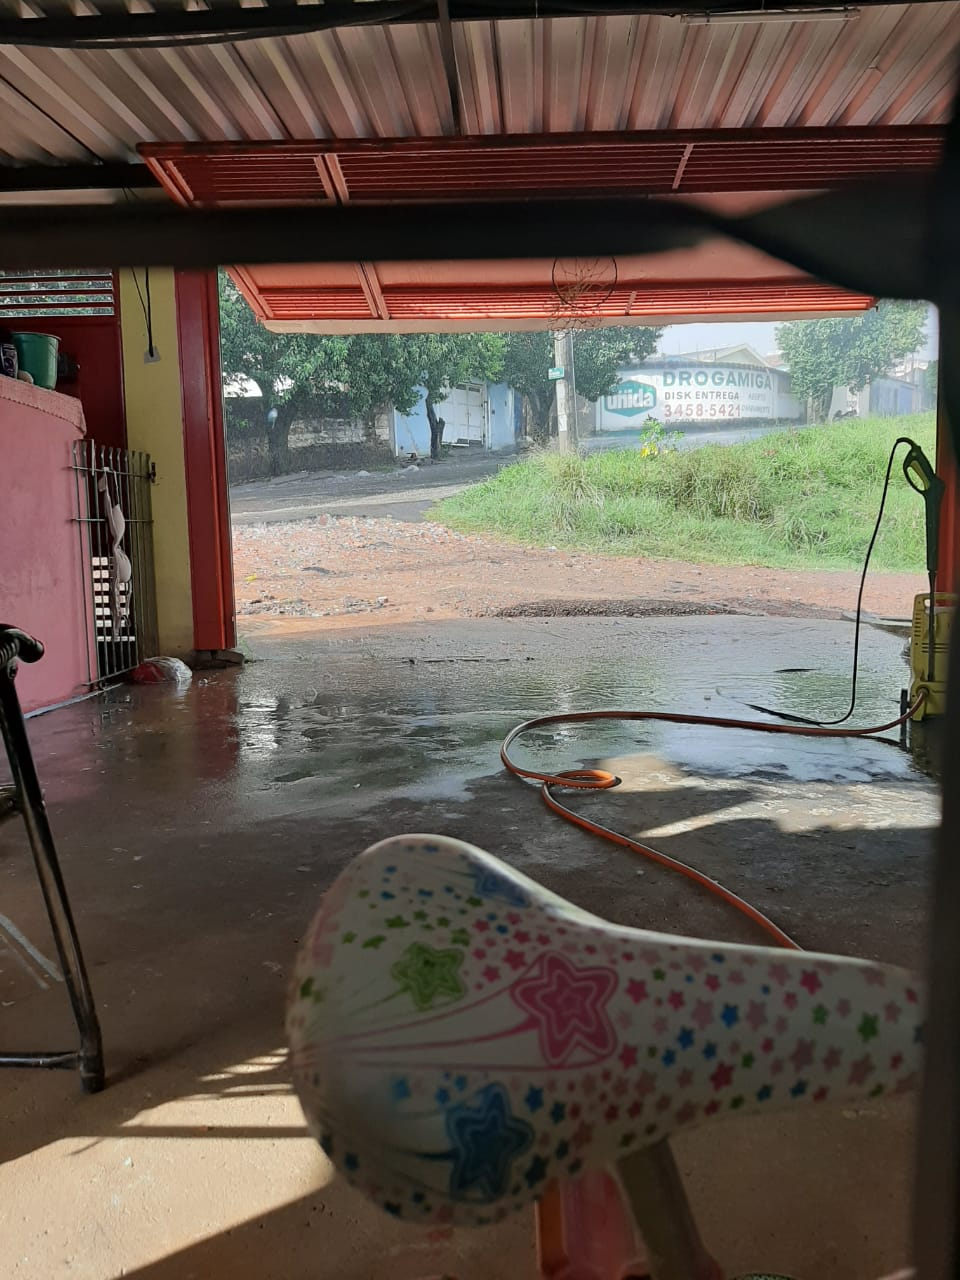 DROGAMIGA
unida
DISK ENTREGA
3458-5421